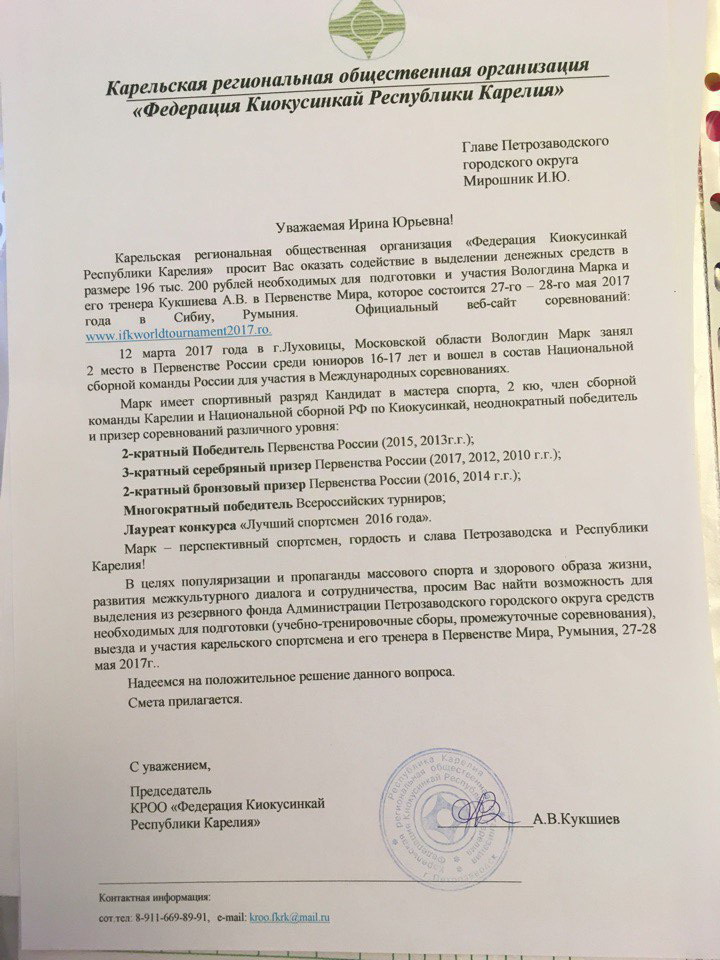 Карельская региональная общественная организация
«Федерация Киокусинкай Республики Карелия»
Главе Петрозаводского
городского округа
Мирошник И.Ю.
Уважаемая Ирина Юрьевна!
Карельская региональная общественная организация «Федерация Киокусинкай
Республики Карелия» просит Вас оказать содействие в выделении денежных средств в
размере 196 тыс. 200 рублей необходимых для подготовки и участия Вологдина Марка и
его тренера Кукшиева А.В. в Первенстве Мира, которое состоится 27-го – 28-го мая 2017
года в Сибиу, Румыния. Официальный веб-сайт соревнований:
www.ifkworldtournament2017.ro.
12 марта 2017 года в г.Луховицы, Московской области Вологдин Марк занял
2 место в Первенстве России среди юниоров 16-17 лет и вошел в состав Национальной
сборной команды России для участия в Международных соревнованиях.
Марк имеет спортивный разряд Кандидат в мастера спорта, 2 кю, член сборной
команды Карелии и Национальной сборной РФ по Киокусинкай, неоднократный победитель
и призер соревнований различного уровня:
2-кратный Победитель Первенства России (2015, 2013г.г.);
3-кратный серебряный призер Первенства России (2017, 2012, 2010 г.г.);
2-кратный бронзовый призер Первенства России (2016, 2014 г.г.);
Многократный победитель Всероссийских турниров;
Лауреат конкурса «Лучший спортсмен 2016 года».
Марк – перспективный спортсмен, гордость и слава Петрозаводска и Республики
Карелия!
В целях популяризации и пропаганды массового спорта и здорового образа жизни,
развития межкультурного диалога и сотрудничества, просим Вас найти возможность для
выделения из резервного фонда Администрации Петрозаводского городского округа средств
необходимых для подготовки (учебно-тренировочные сборы, промежуточные соревнования),
выезда и участия карельского спортсмена и его тренера в Первенстве Мира, Румыния, 27-28
мая 2017г..
Надеемся на положительное решение данного вопроса.
Смета прилагается.
С уважением,
Председатель
КРОО «Федерация Киокусинкай
Республики Карелия»
А.В.Кукшиев
Республика Карелия
Контактная информация:
сот.тел: 8-911-669-89-91, e-mail: kroo.fkrk@mail.ru